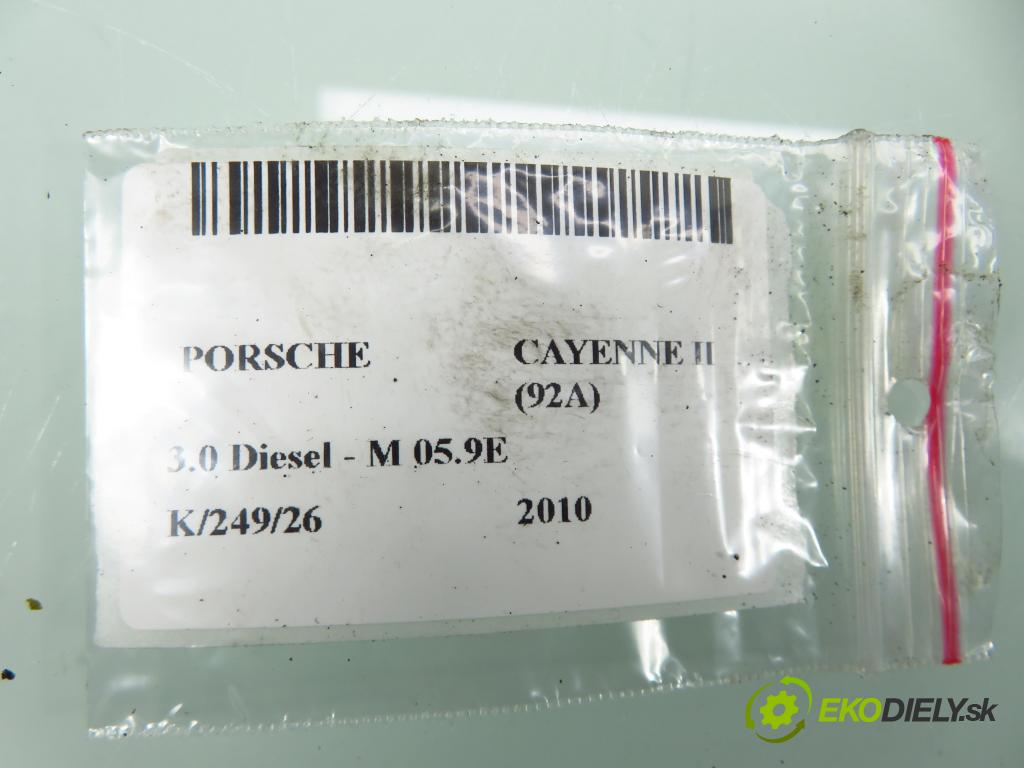 PORSCHE CAYENNE II
(92A)
3.0 Diesel - M 05.9E
K/249/26 2010
EKODIELY.sk